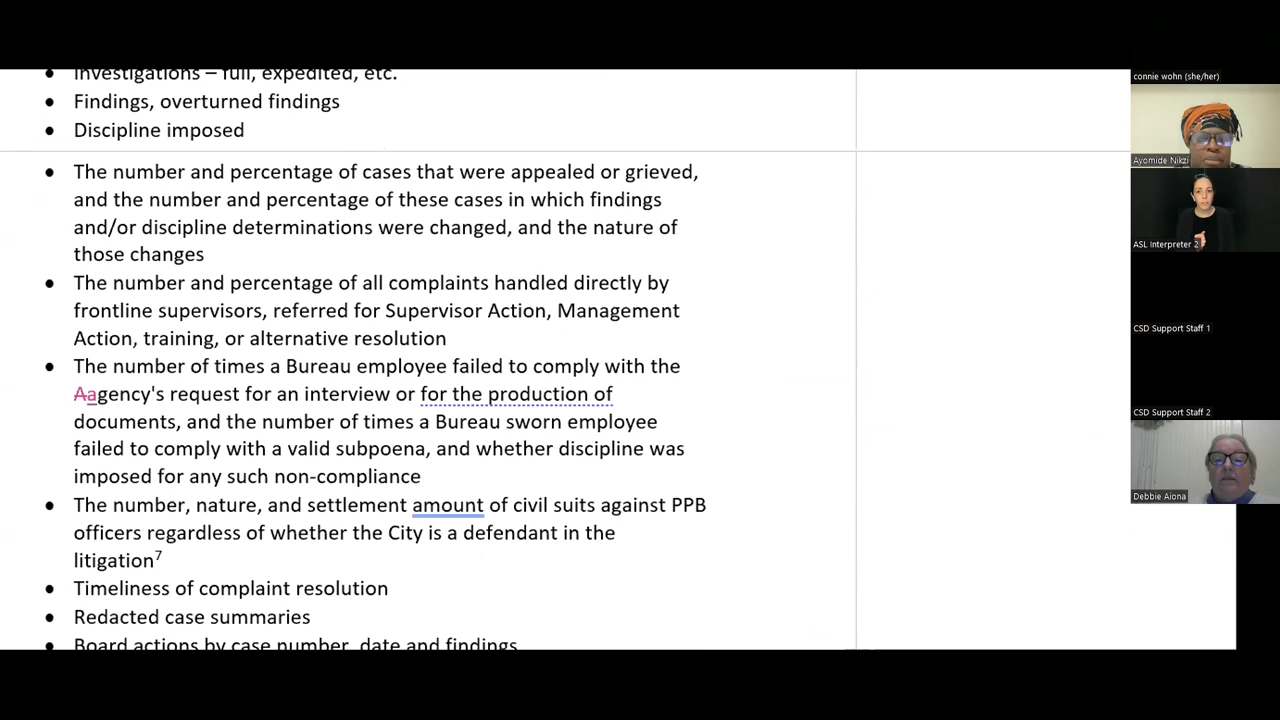 Investigations – full, expedited, etc.
• Findings, overturned findings
• Discipline imposed
• The number and percentage of cases that were appealed or grieved,
and the number and percentage of these cases in which findings
and/or discipline determinations were changed, and the nature of
those changes
• The number and percentage of all complaints handled directly by
frontline supervisors, referred for Supervisor Action, Management
Action, training, or alternative resolution
• The number of times a Bureau employee failed to comply with the
Aagency's request for an interview or for the production of
documents, and the number of times a Bureau sworn employee
failed to comply with a valid subpoena, and whether discipline was
imposed for any such non-compliance
• The number, nature, and settlement amount of civil suits against PPB
officers regardless of whether the City is a defendant in the
litigation7
• Timeliness of complaint resolution
• Redacted case summaries
• Board actions by case number, date and findings
connie wohn (she/her)
Ayomide Nikzi
ASL Interpreter 2
CSD Support Staff 1
CSD Support Staff 2
Debbie Aiona